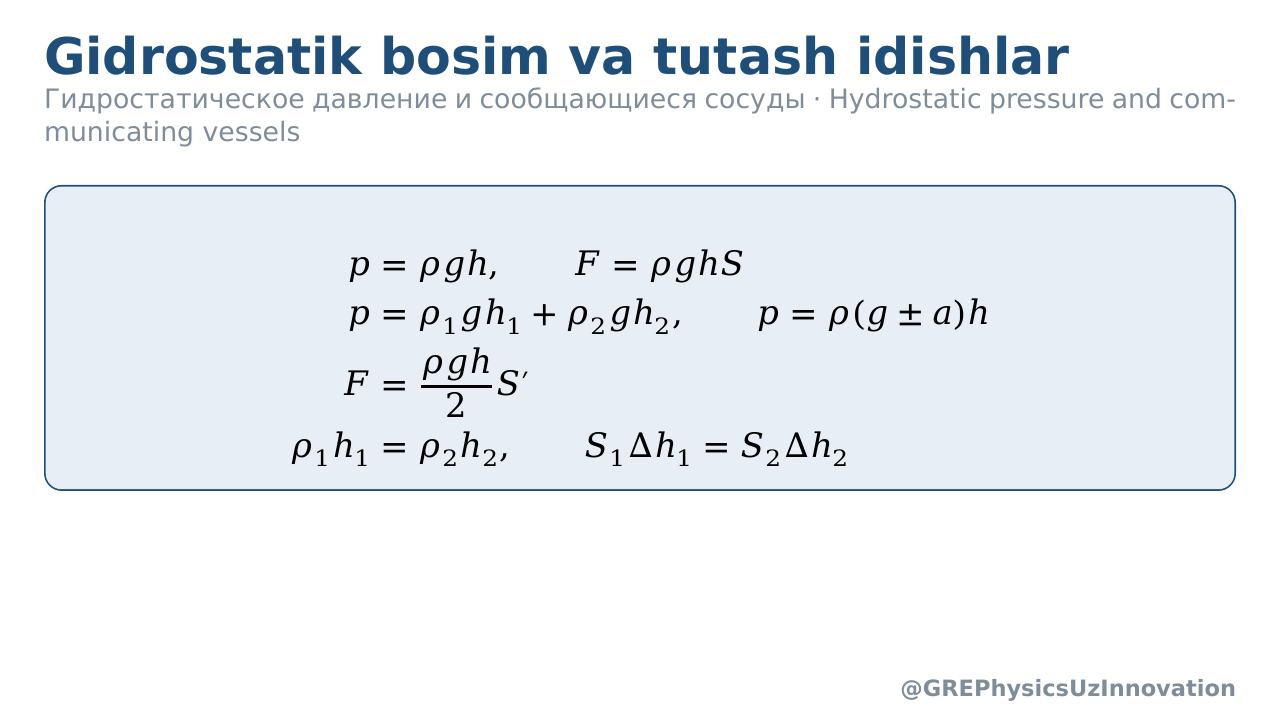 Gidrostatik bosim va tutash idishlar
Гидростатическое давление и сообщающиеся сосуды · Hydrostatic pressure and com-
municating vessels
p = ρgh, F = ρghS
p = ρ₁gh₁ + ρ₂gh₂, p = ρ(g ± a)h
F = \frac{ρgh}{2} S′
ρ₁h₁ = ρ₂h₂, S₁Δh₁ = S₂Δh₂
@GREPhysicsUzInnovation